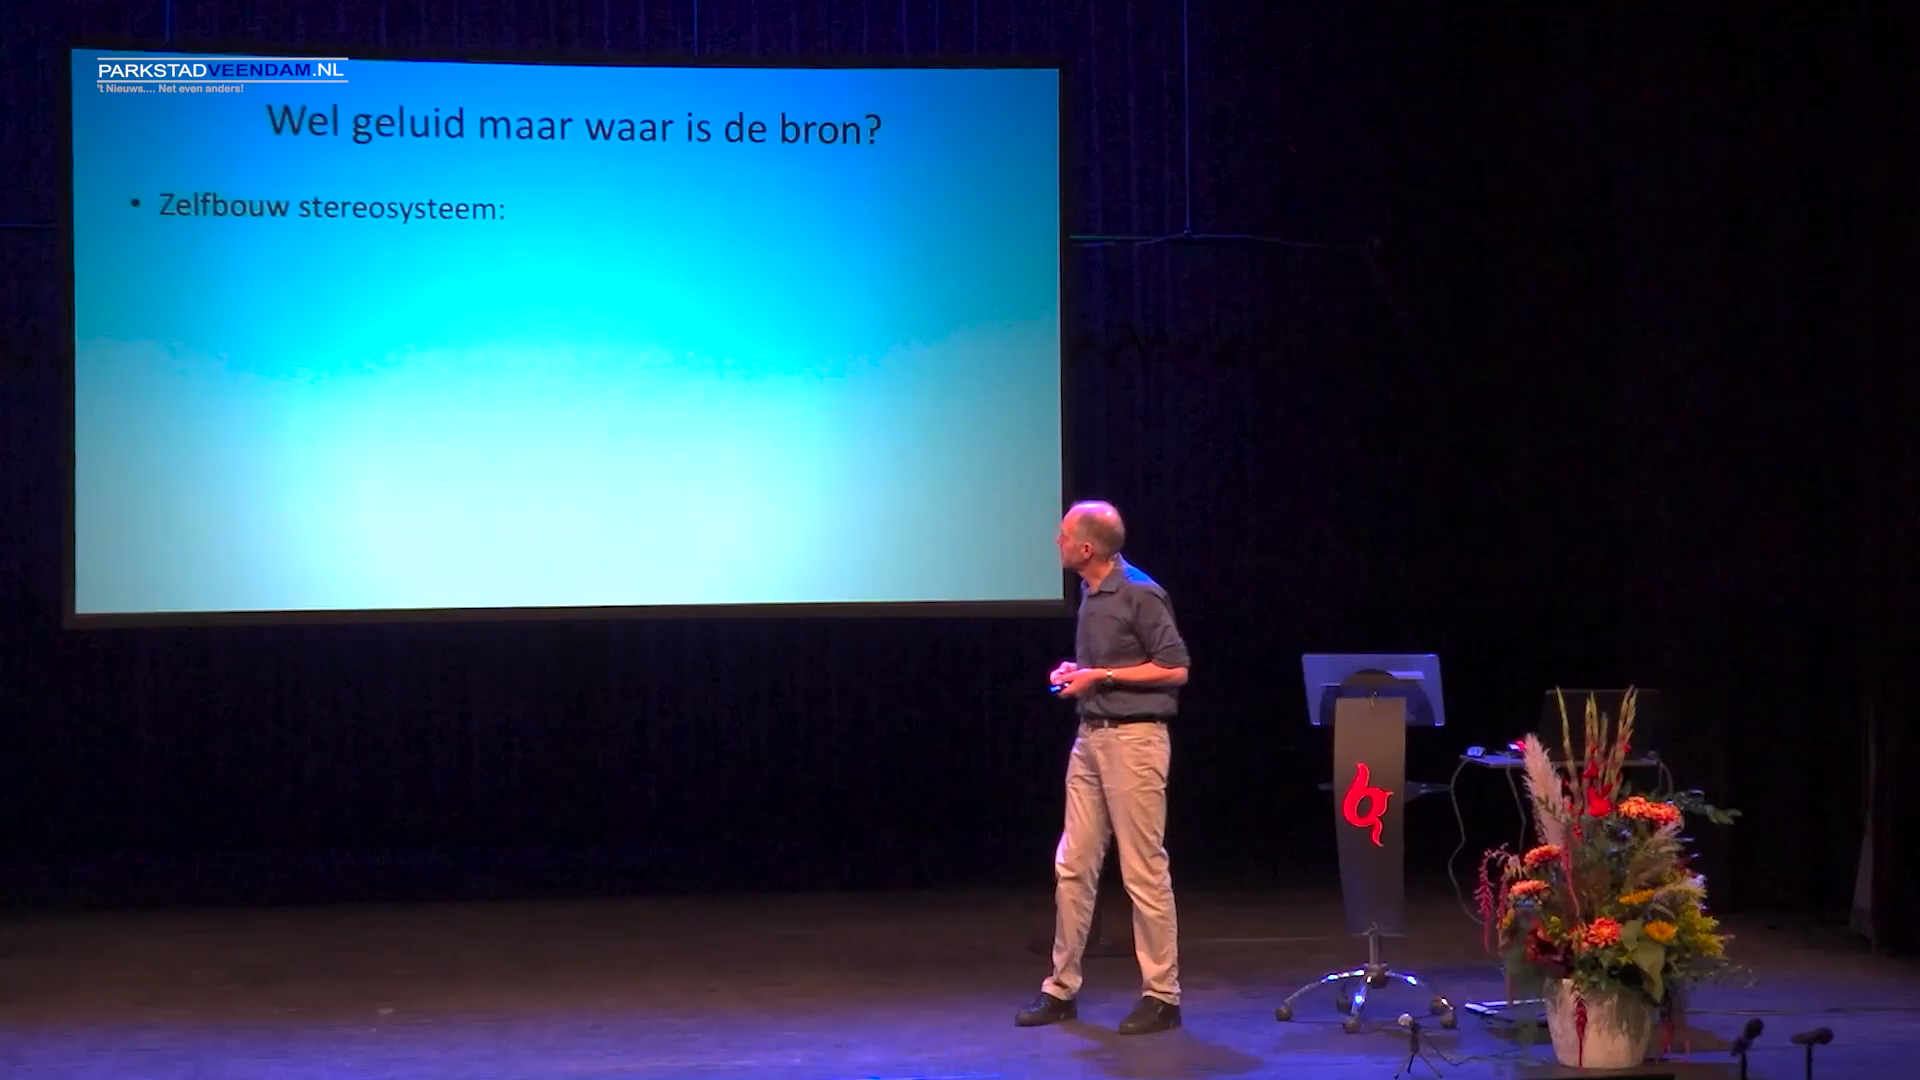 PARKSTADVEENDAM.NL
't Nieuws.... Net even anders!
Wel geluid maar waar is de bron?
• Zelfbouw stereosysteem: